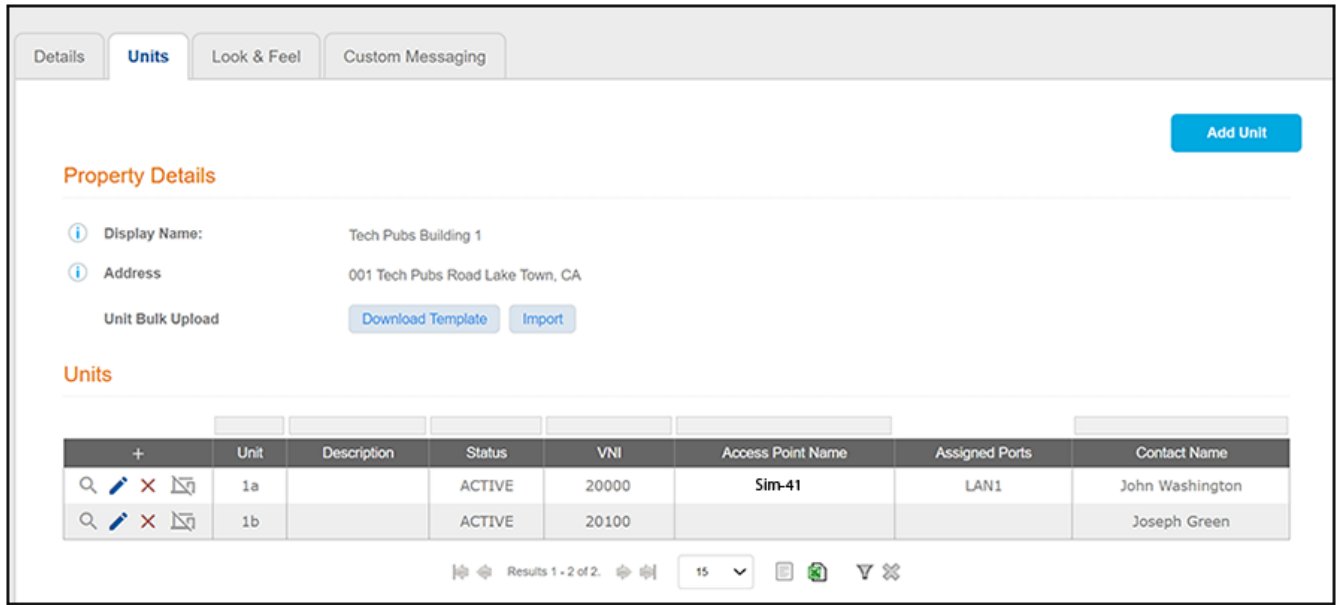 Details Units Look & Feel Custom Messaging
Add Unit
Property Details
Display Name: Tech Pubs Building 1
Address 001 Tech Pubs Road Lake Town, CA
Unit Bulk Upload Download Template Import
Units
+ Unit Description Status VNI Access Point Name Assigned Ports Contact Name
1a ACTIVE 20000 Sim-41 LAN1 John Washington
1b ACTIVE 20100 Joseph Green
Results 1 - 2 of 2. 15